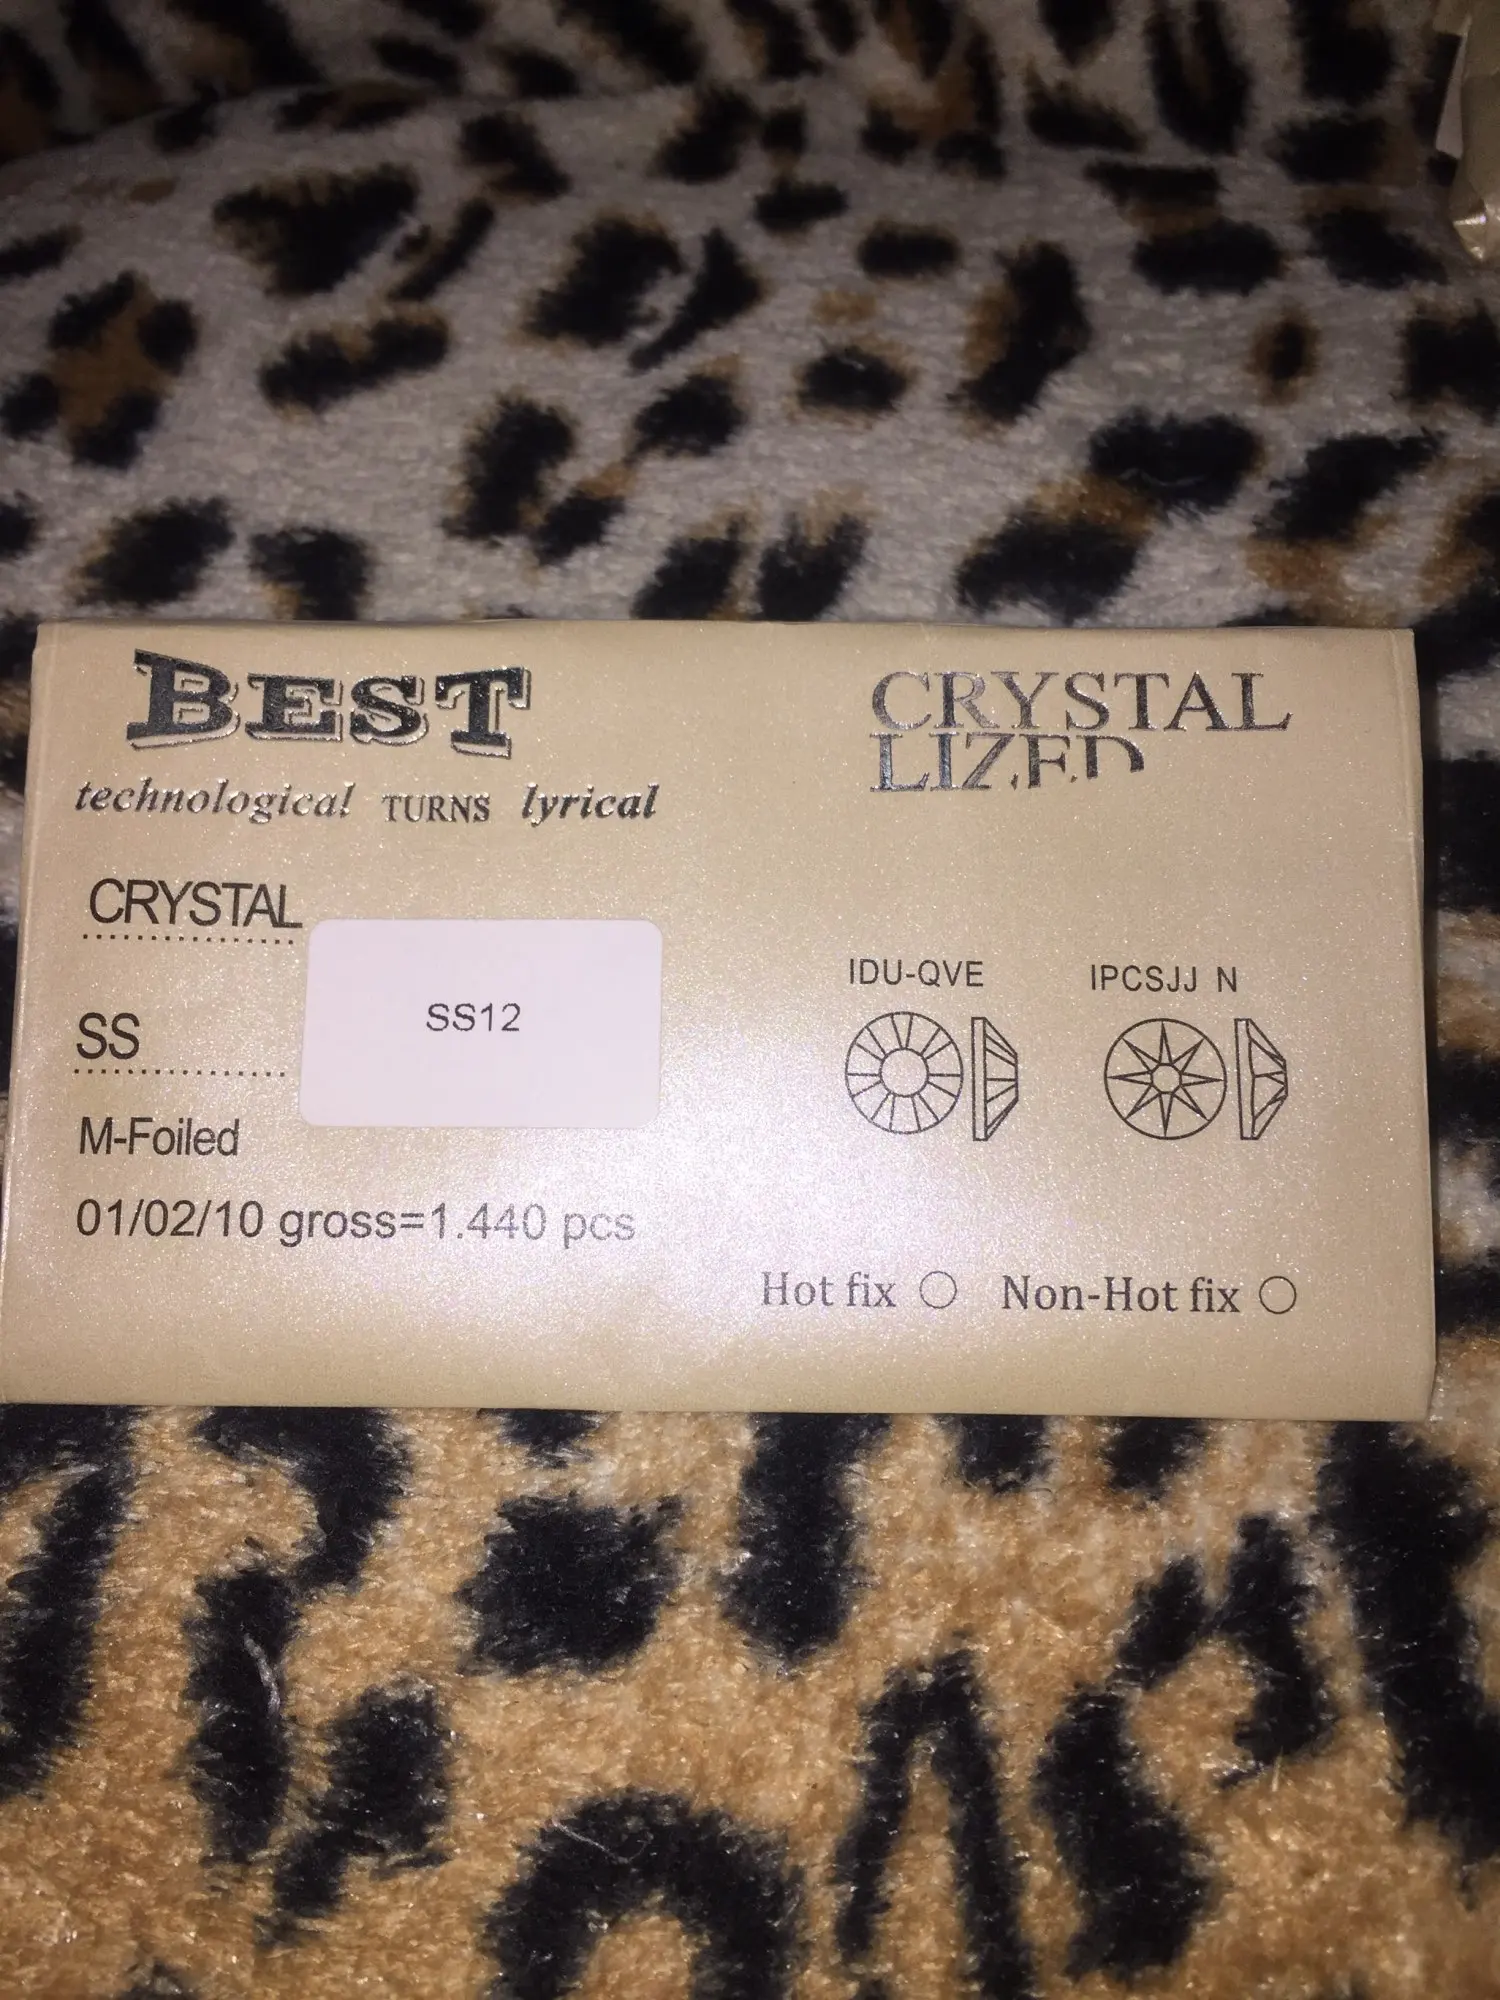 BEST
technological TURNS lyrical
CRYSTAL
LIZED
CRYSTAL
SS
SS12
M-Foiled
01/02/10 gross=1.440 pcs
IDU-QVE
IPCSJJ N
Hot fix
Non-Hot fix